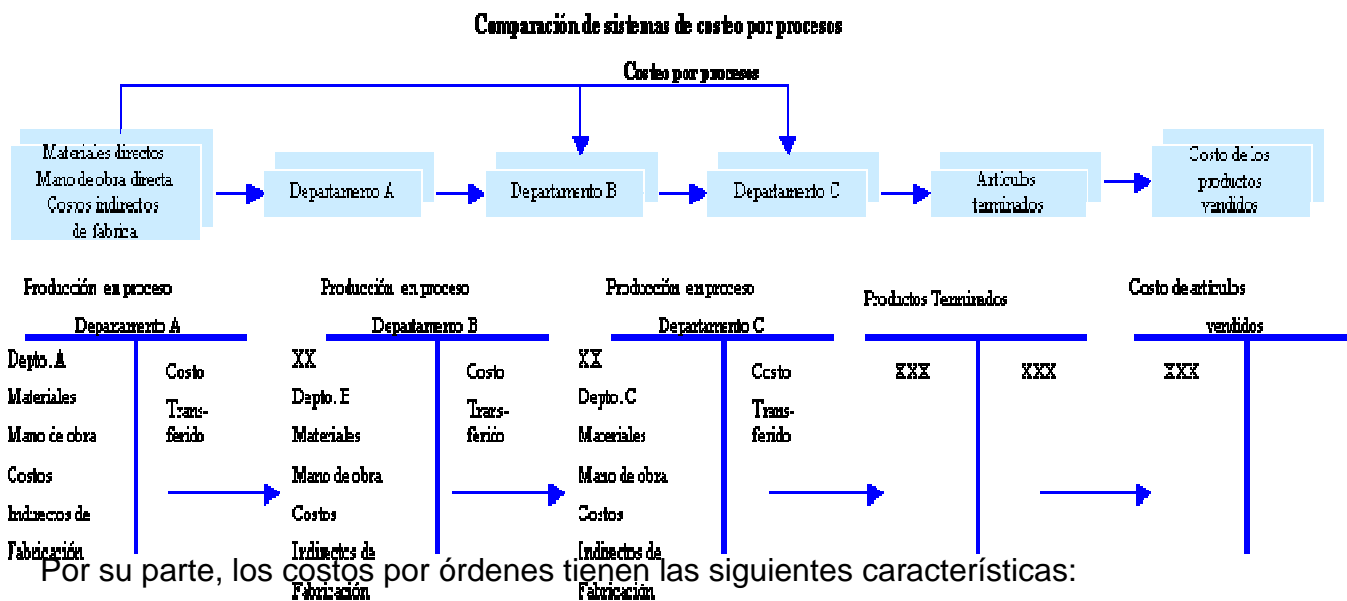 Comparación de sistemas de costeo por procesos
Costeo por procesos
Materiales directos
Mano de obra directa
Costos indirectos
de fabrica
Departamento A
Departamento B
Departamento C
Artículos
terminados
Costo de los
productos
vendidos
Producción en proceso
Departamento A
Depto. A
Materiales
Mano de obra
Costos
Indirectos de
Fabricación
Costo
Trans-
ferido
Producción en proceso
Departamento B
XX
Depto. B
Materiales
Mano de obra
Costos
Indirectos de
Fabricación
Costo
Trans-
ferido
Producción en proceso
Departamento C
XX
Depto. C
Materiales
Mano de obra
Costos
Indirectos de
Fabricación
Costo
Trans-
ferido
Productos Terminados
XXX
XXX
Costo de articulos
vendidos
XXX
Por su parte, los costos por órdenes tienen las siguientes características: